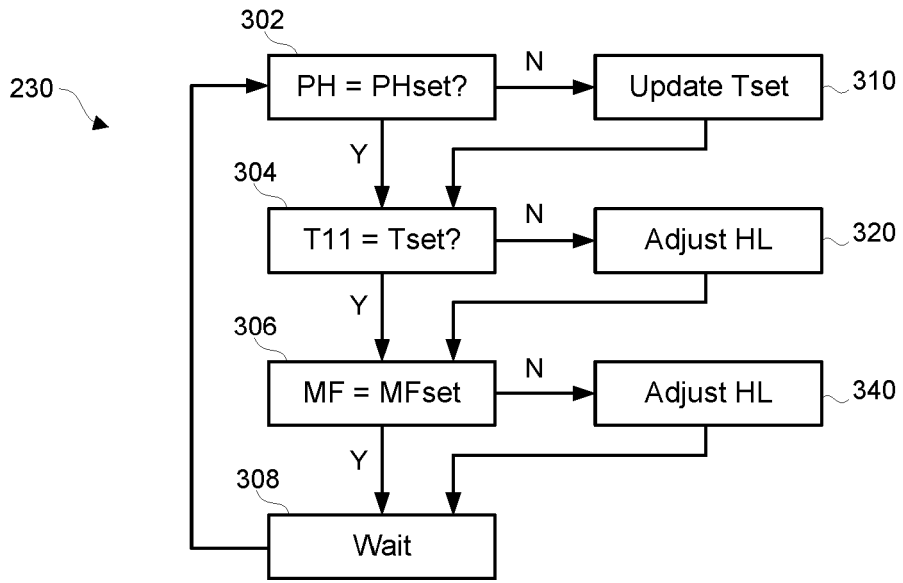 302
230
PH = PHset?
N
Update Tset
310
Y
304
T11 = Tset?
N
Adjust HL
320
Y
306
MF = MFset
N
Adjust HL
340
Y
308
Wait